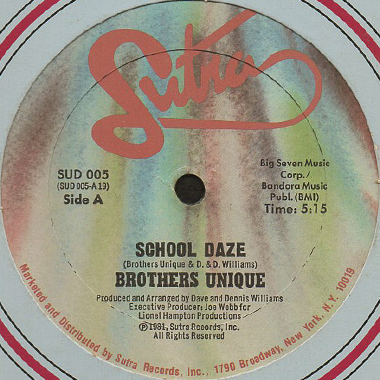 Sutra
SUD 005
(SUD 005-A 19)
Side A
Big Seven Music
Corp./
Bandora Music
Publ. (BMI)
Time: 5:15
SCHOOL DAZE
(Brothers Unique & D. & D. Williams)
BROTHERS UNIQUE
Produced and Arranged by Dave and Dennis Williams
Executive Producer: Joe Webb for
Lionel Hampton Productions
℗ 1981, Sutra Records, Inc.
All Rights Reserved
Marketed and Distributed by Sutra Records, Inc., 1790 Broadway, New York, N.Y. 10019